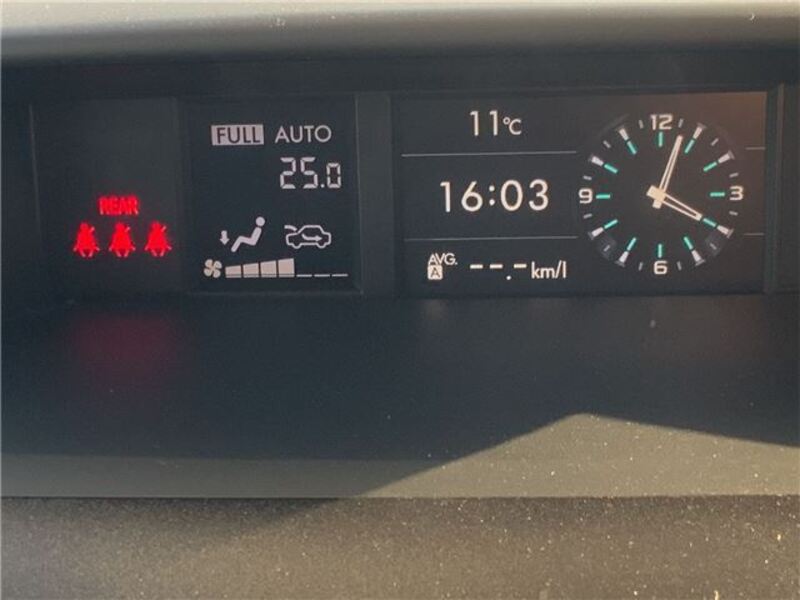 REAR
FULL AUTO
25.0
11°C
16:03
AVG.
A --.- km/l
12
9 3
6